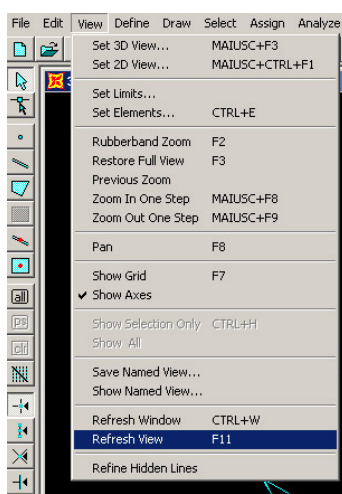 File Edit View Define Draw Select Assign Analyze
Set 3D View... MAIUSC+F3
Set 2D View... MAIUSC+CTRL+F1
Set Limits...
Set Elements... CTRL+E
Rubberband Zoom F2
Restore Full View F3
Previous Zoom
Zoom In One Step MAIUSC+F8
Zoom Out One Step MAIUSC+F9
Pan F8
Show Grid F7
Show Axes
all
Show Selection Only CTRL+H
ps
Show All
clr
Save Named View...
Show Named View...
Refresh Window CTRL+W
Refresh View F11
Refine Hidden Lines